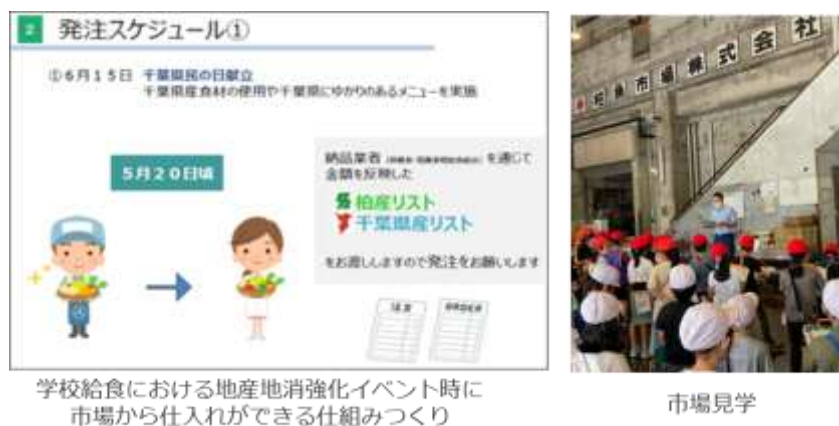 2 発注スケジュール①
①6月15日 千葉県民の日献立
千葉県産食材の使用や千葉県にゆかりのあるメニューを実施
5月20日頃
納品業者 を通じて
金額を反映した
柏産リスト
千葉県産リスト
をお渡ししますので発注をお願いします
学校給食における地産地消強化イベント時に
市場から仕入れができる仕組みつくり
魚市場株式会社
市場見学